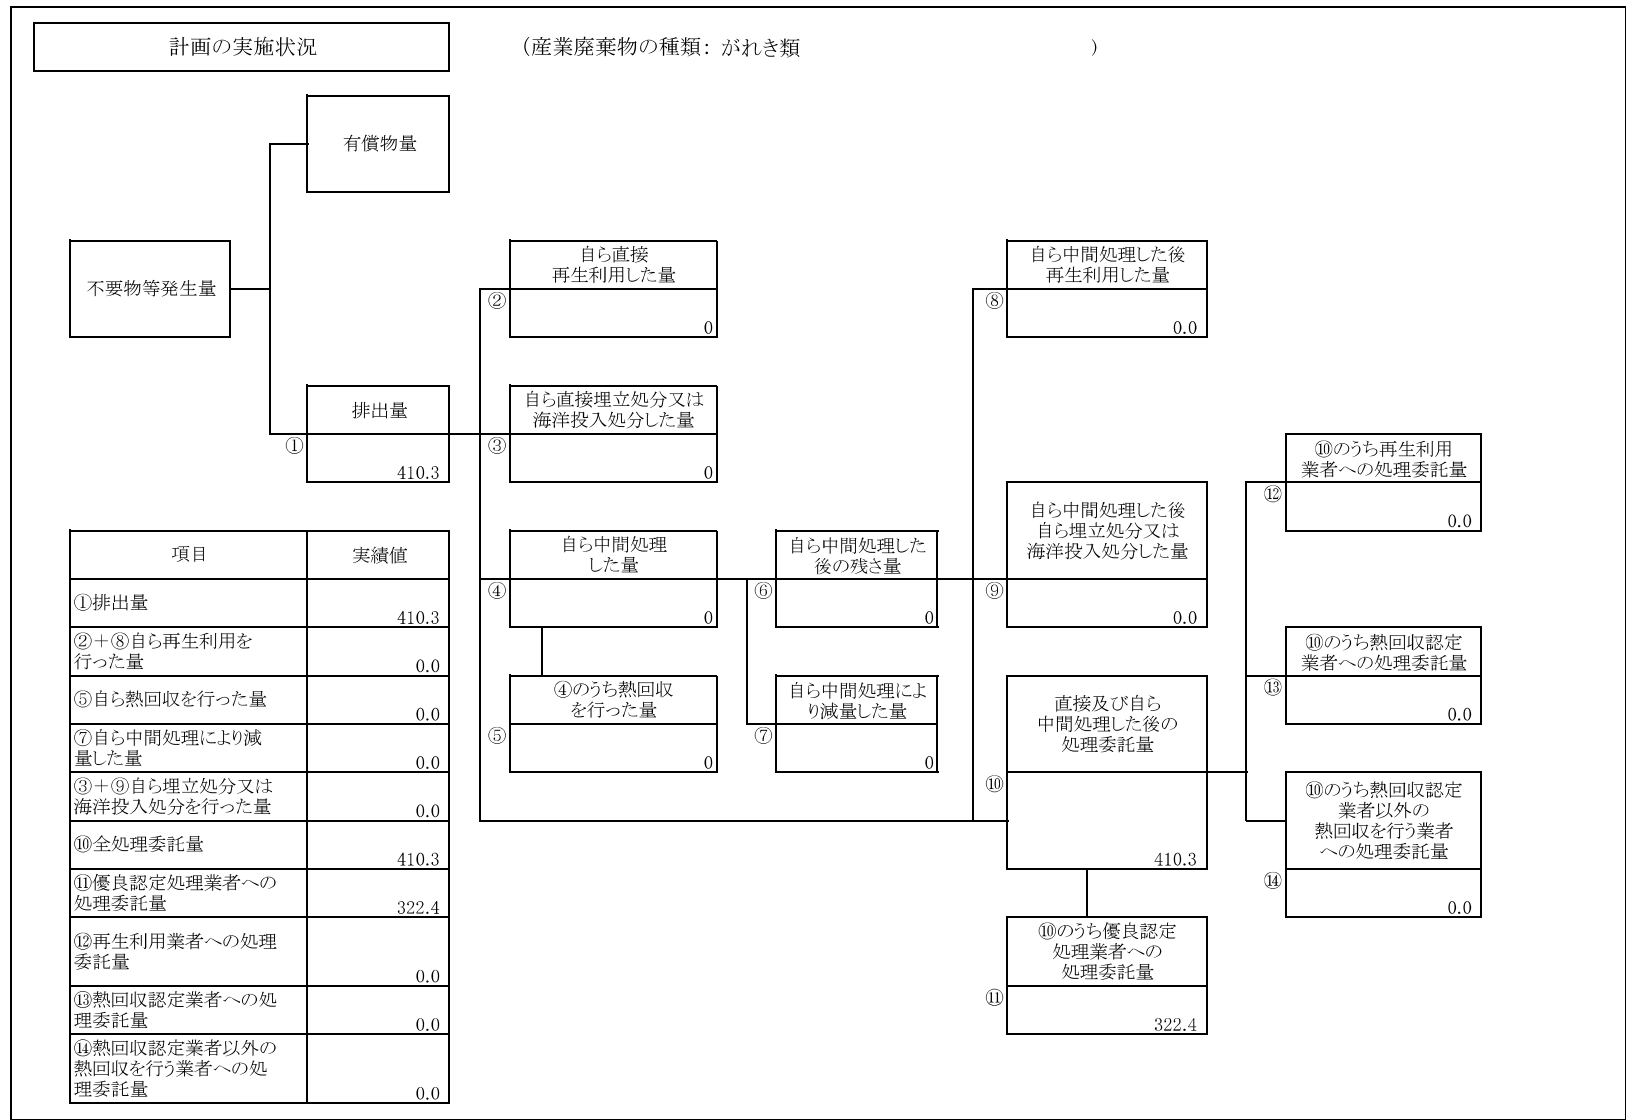 計画の実施状況
（産業廃棄物の種類：がれき類　　　　　　　　）
有償物量
不要物等発生量
自ら直接
再生利用した量
②
0
自ら中間処理した後
再生利用した量
⑧
0.0
排出量
①
410.3
自ら直接埋立処分又は
海洋投入処分した量
③
0
⑩のうち再生利用
業者への処理委託量
⑫
0.0
自ら中間処理した後
自ら埋立処分又は
海洋投入処分した量
⑨
0.0
自ら中間処理
した量
④
0
自ら中間処理した
後の残さ量
⑥
0
④のうち熱回収
を行った量
⑤
0
自ら中間処理によ
り減量した量
⑦
0
直接及び自ら
中間処理した後の
処理委託量
⑩
410.3
⑩のうち熱回収認定
業者への処理委託量
⑬
0.0
⑩のうち熱回収認定
業者以外の
熱回収を行う業者
への処理委託量
⑭
0.0
⑩のうち優良認定
処理業者への
処理委託量
⑪
322.4
項目
実績値
①排出量
410.3
②＋⑧自ら再生利用を
行った量
0.0
⑤自ら熱回収を行った量
0.0
⑦自ら中間処理により減
量した量
0.0
③＋⑨自ら埋立処分又は
海洋投入処分を行った量
0.0
⑩全処理委託量
410.3
⑪優良認定処理業者への
処理委託量
322.4
⑫再生利用業者への処理
委託量
0.0
⑬熱回収認定業者への処
理委託量
0.0
⑭熱回収認定業者以外の
熱回収を行う業者への処
理委託量
0.0